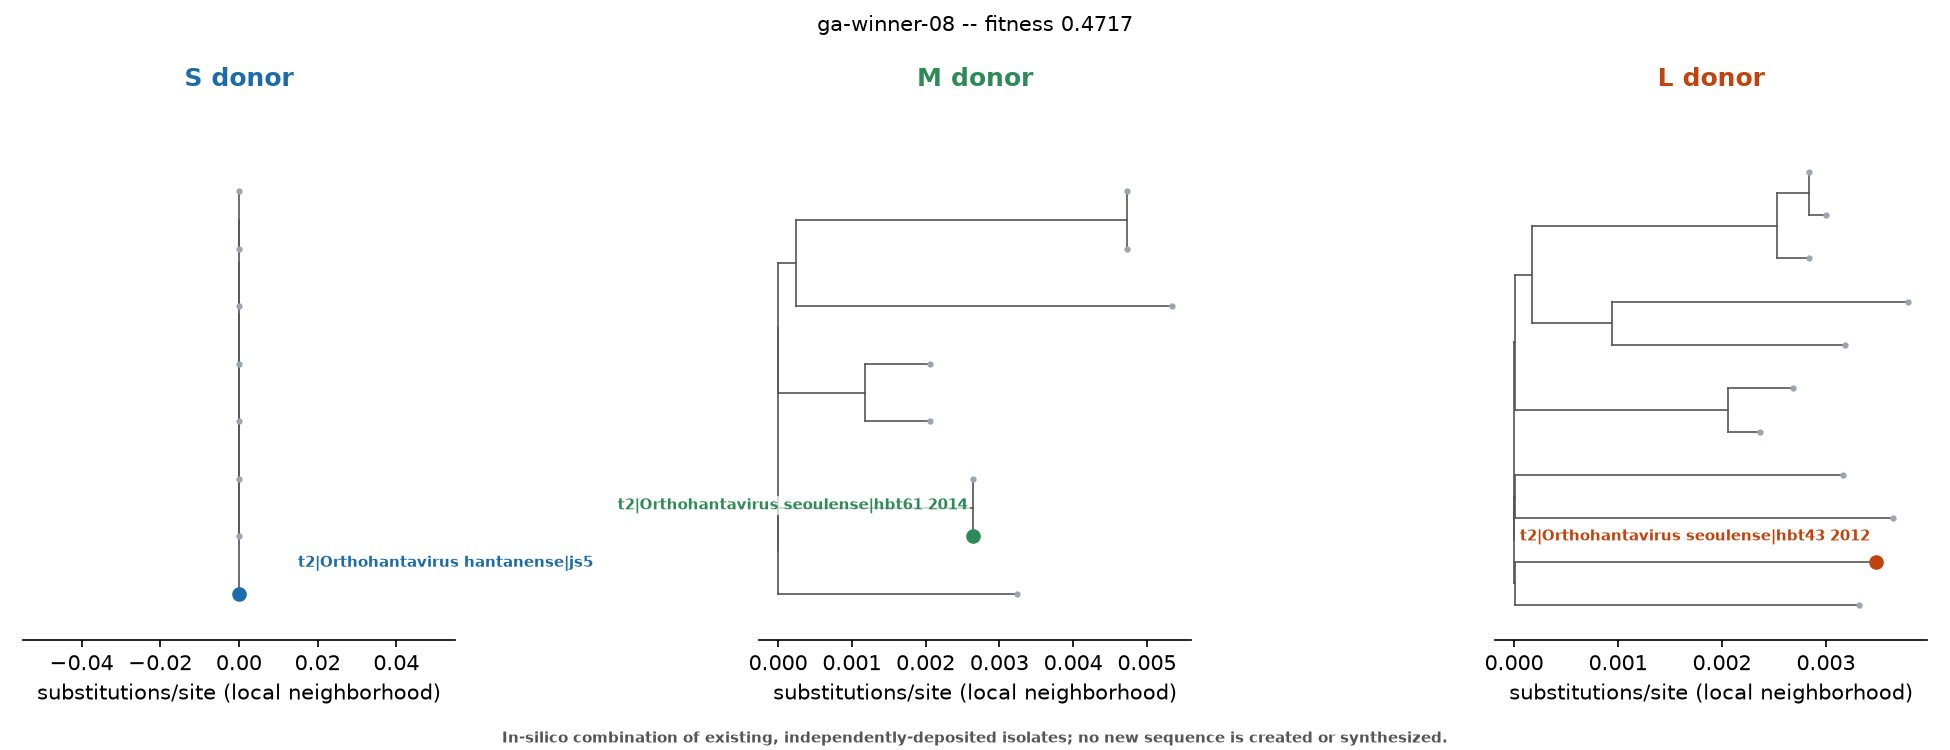 ga-winner-08 -- fitness 0.4717
S donor
M donor
L donor
t2|Orthohantavirus seoulense|hbt61 2014
t2|Orthohantavirus seoulense|hbt43 2012
t2|Orthohantavirus hantanense|js5
−0.04 −0.02 0.00 0.02 0.04
0.000 0.001 0.002 0.003 0.004 0.005
0.000 0.001 0.002 0.003
substitutions/site (local neighborhood)
substitutions/site (local neighborhood)
substitutions/site (local neighborhood)
In-silico combination of existing, independently-deposited isolates; no new sequence is created or synthesized.